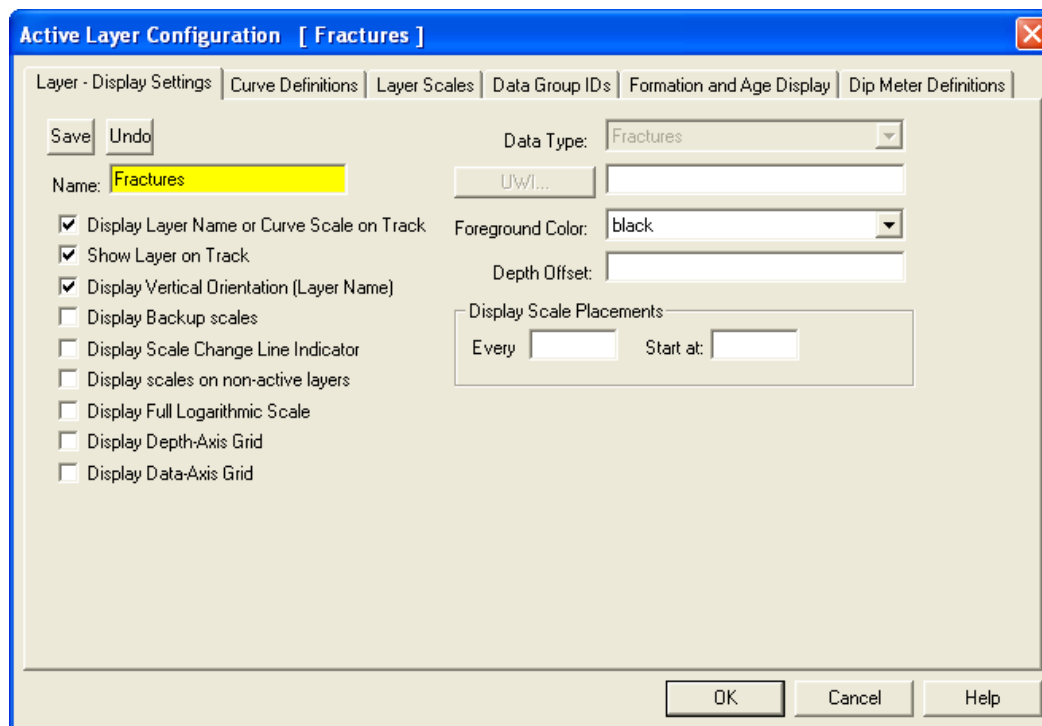 Active Layer Configuration [ Fractures ]
Layer - Display Settings Curve Definitions Layer Scales Data Group IDs Formation and Age Display Dip Meter Definitions
Save Undo
Name: Fractures
Display Layer Name or Curve Scale on Track
Show Layer on Track
Display Vertical Orientation (Layer Name)
Display Backup scales
Display Scale Change Line Indicator
Display scales on non-active layers
Display Full Logarithmic Scale
Display Depth-Axis Grid
Display Data-Axis Grid
Data Type: Fractures
UWI...
Foreground Color: black
Depth Offset:
Display Scale Placements
Every Start at:
OK Cancel Help